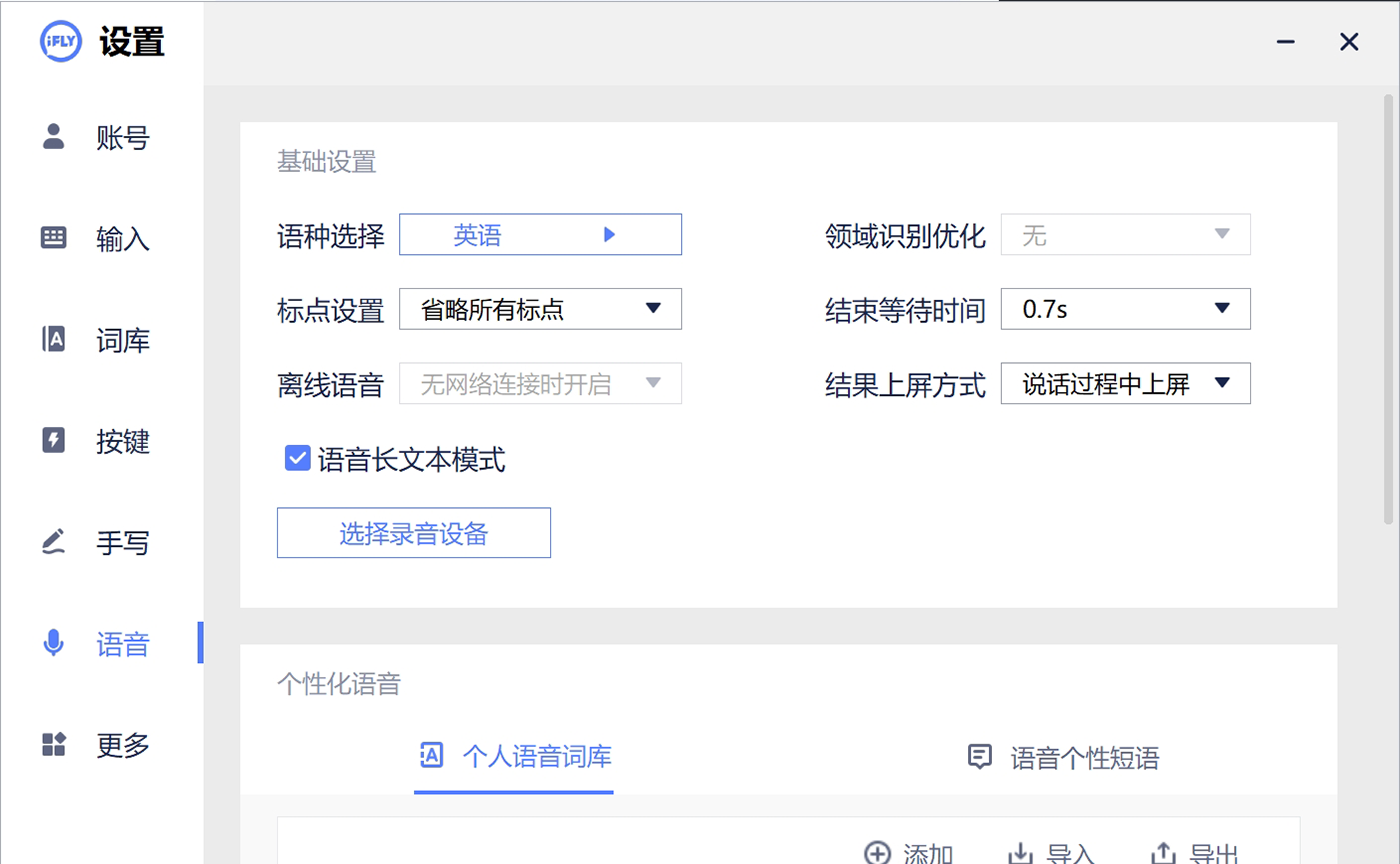 iFLY 设置
账号
输入
词库
按键
手写
语音
更多
基础设置
语种选择 英语 领域识别优化 无
标点设置 省略所有标点 结束等待时间 0.7s
离线语音 无网络连接时开启 结果上屏方式 说话过程中上屏
语音长文本模式
选择录音设备
个性化语音
个人语音词库 语音个性短语
添加 导入 导出